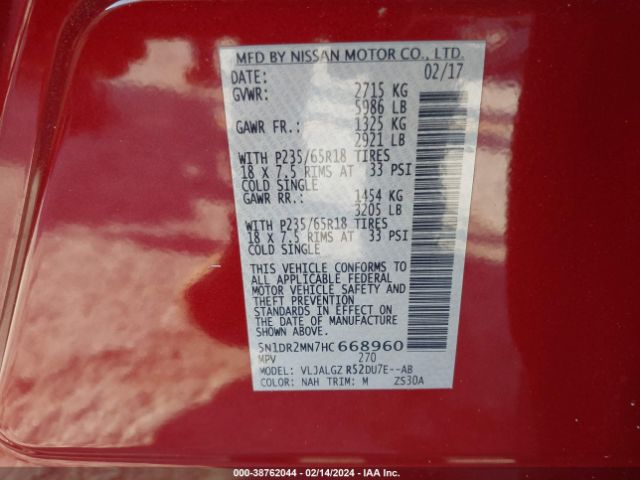 MFD BY NISSAN MOTOR CO., LTD.
DATE: 02/17
GVWR: 2715 KG
5986 LB
GAWR FR.: 1325 KG
2921 LB
WITH P235/65R18 TIRES
18 X 7.5 RIMS AT 33 PSI
COLD SINGLE
GAWR RR.: 1454 KG
3205 LB
WITH P235/65R18 TIRES
18 X 7.5 RIMS AT 33 PSI
COLD SINGLE
THIS VEHICLE CONFORMS TO
ALL APPLICABLE FEDERAL
MOTOR VEHICLE SAFETY AND
THEFT PREVENTION
STANDARDS IN EFFECT ON
THE DATE OF MANUFACTURE
SHOWN ABOVE.
5N1DR2MN7HC668960
MPV 270
MODEL: VLJALGZ R52DU7E--AB
COLOR: NAH TRIM: M ZS30A
000-38762044 — 02/14/2024 — IAA Inc.